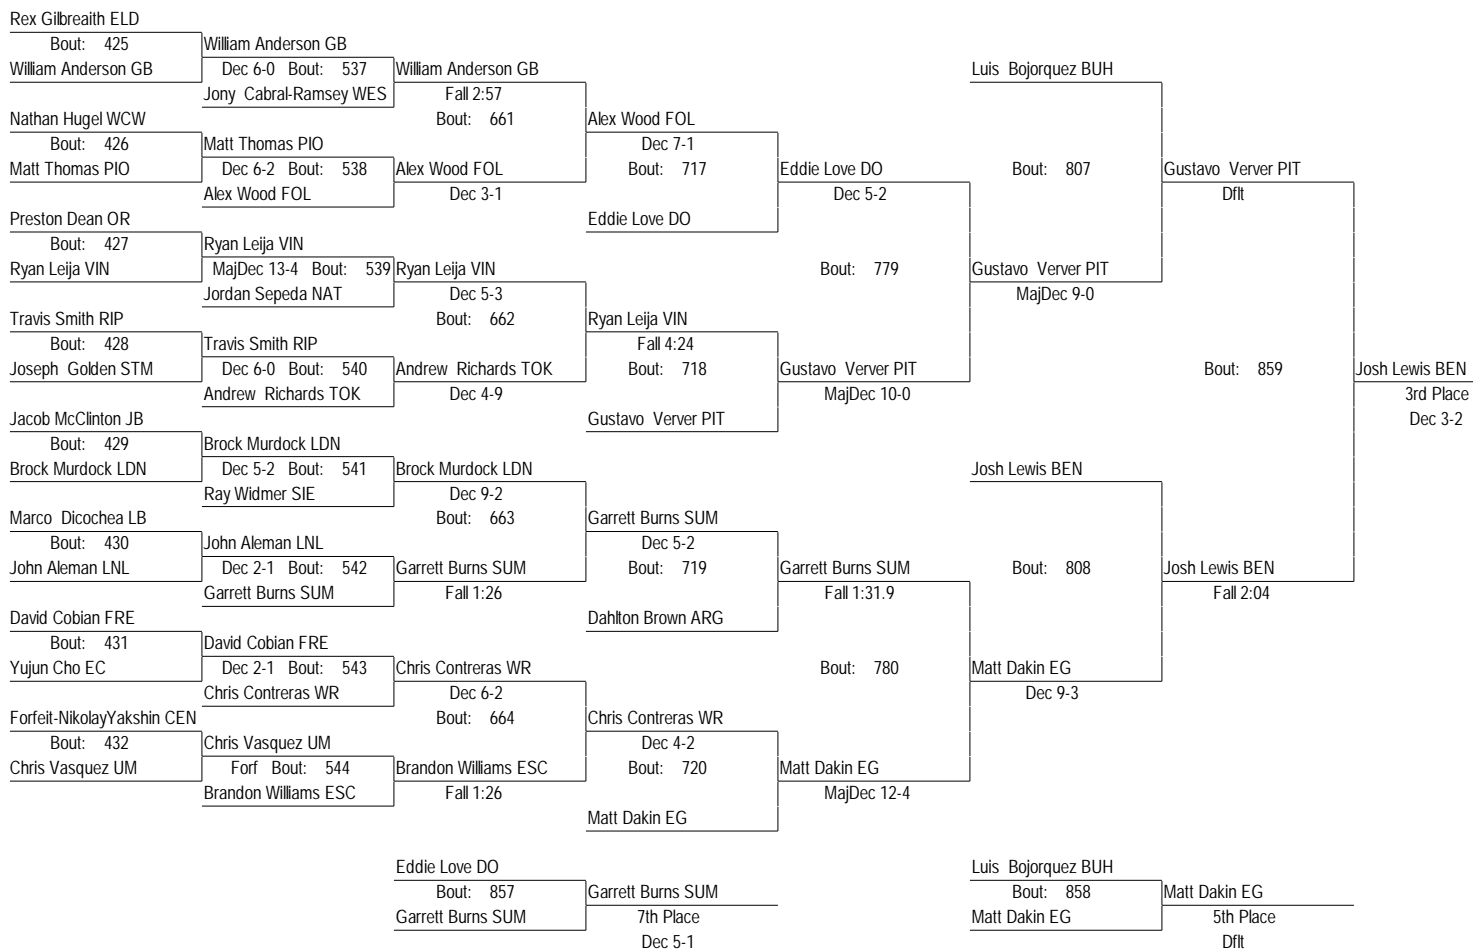 Rex Gilbreaith ELD
Bout: 425 William Anderson GB
William Anderson GB Dec 6-0 Bout: 537 William Anderson GB Luis Bojorquez BUH
Jony Cabral-Ramsey WES Fall 2:57
Nathan Hugel WCW Bout: 661 Alex Wood FOL
Bout: 426 Matt Thomas PIO Dec 7-1
Matt Thomas PIO Dec 6-2 Bout: 538 Alex Wood FOL Bout: 717 Eddie Love DO Bout: 807 Gustavo Verver PIT
Alex Wood FOL Dec 3-1 Dec 5-2 Dflt
Preston Dean OR Eddie Love DO
Bout: 427 Ryan Leija VIN
Ryan Leija VIN MajDec 13-4 Bout: 539 Ryan Leija VIN Bout: 779 Gustavo Verver PIT
Jordan Sepeda NAT Dec 5-3 MajDec 9-0
Travis Smith RIP Bout: 662 Ryan Leija VIN
Bout: 428 Travis Smith RIP Fall 4:24
Joseph Golden STM Dec 6-0 Bout: 540 Andrew Richards TOK Bout: 718 Gustavo Verver PIT Bout: 859 Josh Lewis BEN
Andrew Richards TOK Dec 4-9 MajDec 10-0 3rd Place
Jacob McClinton JB Gustavo Verver PIT Dec 3-2
Bout: 429 Brock Murdock LDN
Brock Murdock LDN Dec 5-2 Bout: 541 Brock Murdock LDN Josh Lewis BEN
Ray Widmer SIE Dec 9-2
Marco Dicochea LB Bout: 663 Garrett Burns SUM
Bout: 430 John Aleman LNL Dec 5-2
John Aleman LNL Dec 2-1 Bout: 542 Garrett Burns SUM Bout: 719 Garrett Burns SUM Bout: 808 Josh Lewis BEN
Garrett Burns SUM Fall 1:26 Fall 1:31.9 Fall 2:04
David Cobian FRE Dahlton Brown ARG
Bout: 431 David Cobian FRE
Yujun Cho EC Dec 2-1 Bout: 543 Chris Contreras WR Bout: 780 Matt Dakin EG
Chris Contreras WR Dec 6-2 Dec 9-3
Forfeit-NikolayYakshin CEN Bout: 664 Chris Contreras WR
Bout: 432 Chris Vasquez UM Dec 4-2
Chris Vasquez UM Forf Bout: 544 Brandon Williams ESC Bout: 720 Matt Dakin EG
Brandon Williams ESC Fall 1:26 MajDec 12-4
Matt Dakin EG
Eddie Love DO Luis Bojorquez BUH
Bout: 857 Garrett Burns SUM Bout: 858 Matt Dakin EG
Garrett Burns SUM 7th Place Matt Dakin EG 5th Place
Dec 5-1 Dflt